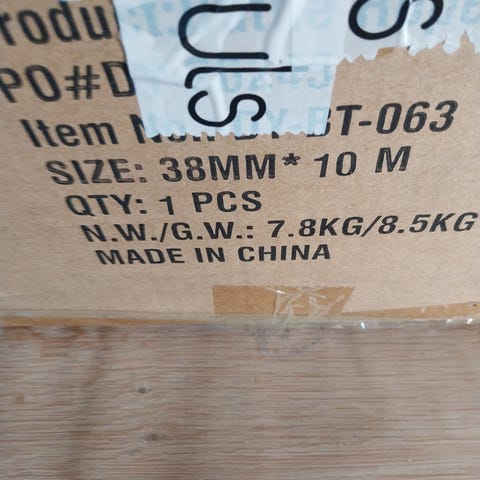 rodu
PO#D
Item BT-063
SIZE: 38MM* 10 M
QTY: 1 PCS
N.W./G.W.: 7.8KG/8.5KG
MADE IN CHINA